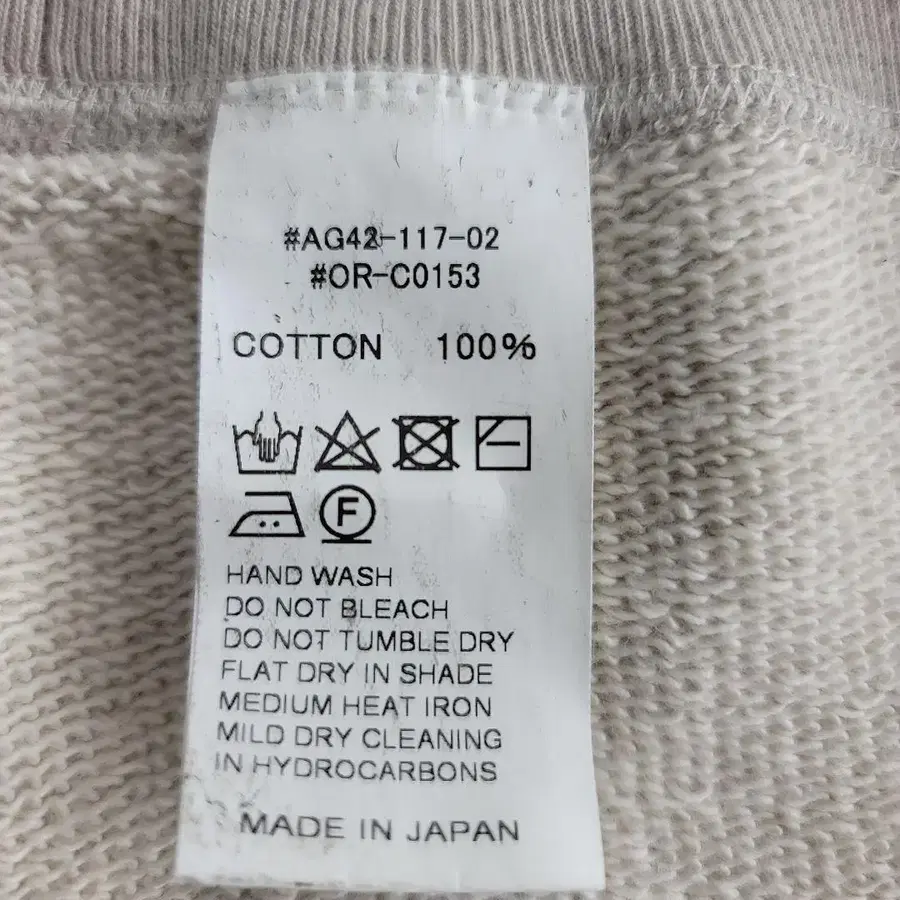 #AG42-117-02
#OR-C0153
COTTON 100%
F
HAND WASH
DO NOT BLEACH
DO NOT TUMBLE DRY
FLAT DRY IN SHADE
MEDIUM HEAT IRON
MILD DRY CLEANING
IN HYDROCARBONS
MADE IN JAPAN